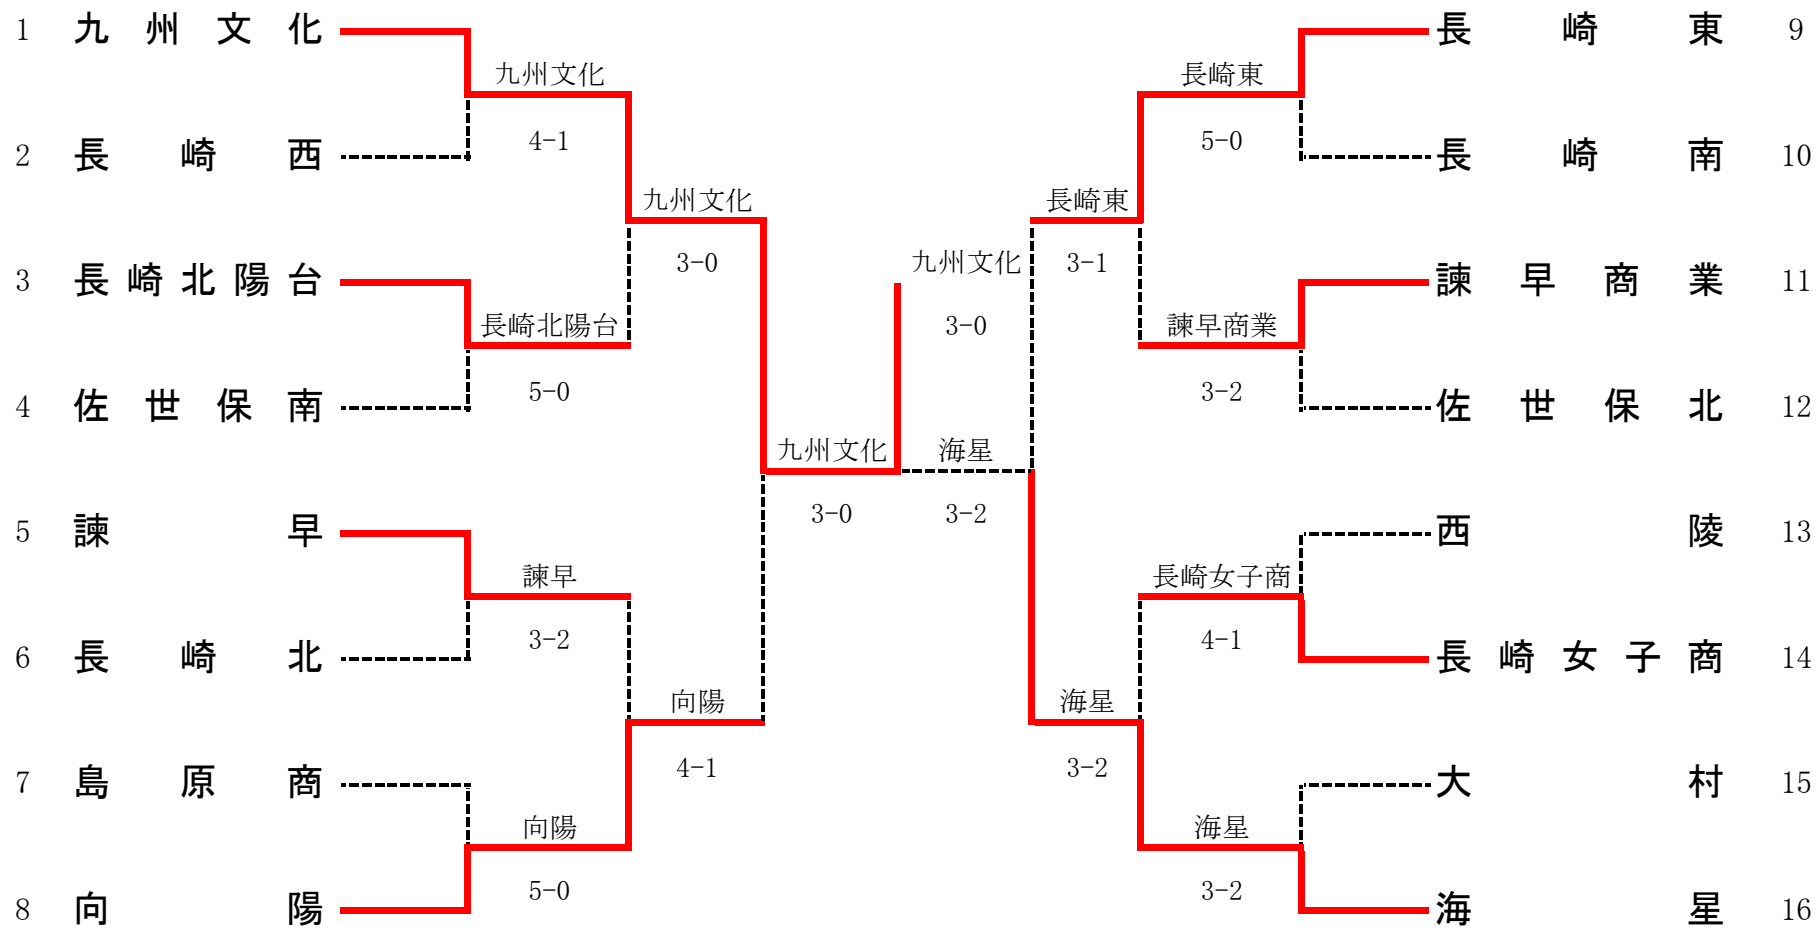 1 九州文化 長崎東 9
九州文化 長崎東
4-1 5-0
2 長崎西 長崎南 10
九州文化 長崎東
3-0 九州文化 3-1
3 長崎北陽台 諫早商業 11
長崎北陽台 3-0 諫早商業
5-0 3-2
4 佐世保南 佐世保北 12
九州文化 海星
3-0 3-2
5 諫早 西陵 13
諫早 長崎女子商
3-2 4-1
6 長崎北 長崎女子商 14
向陽 海星
4-1 3-2
7 島原商 大村 15
向陽 海星
5-0 3-2
8 向陽 海星 16